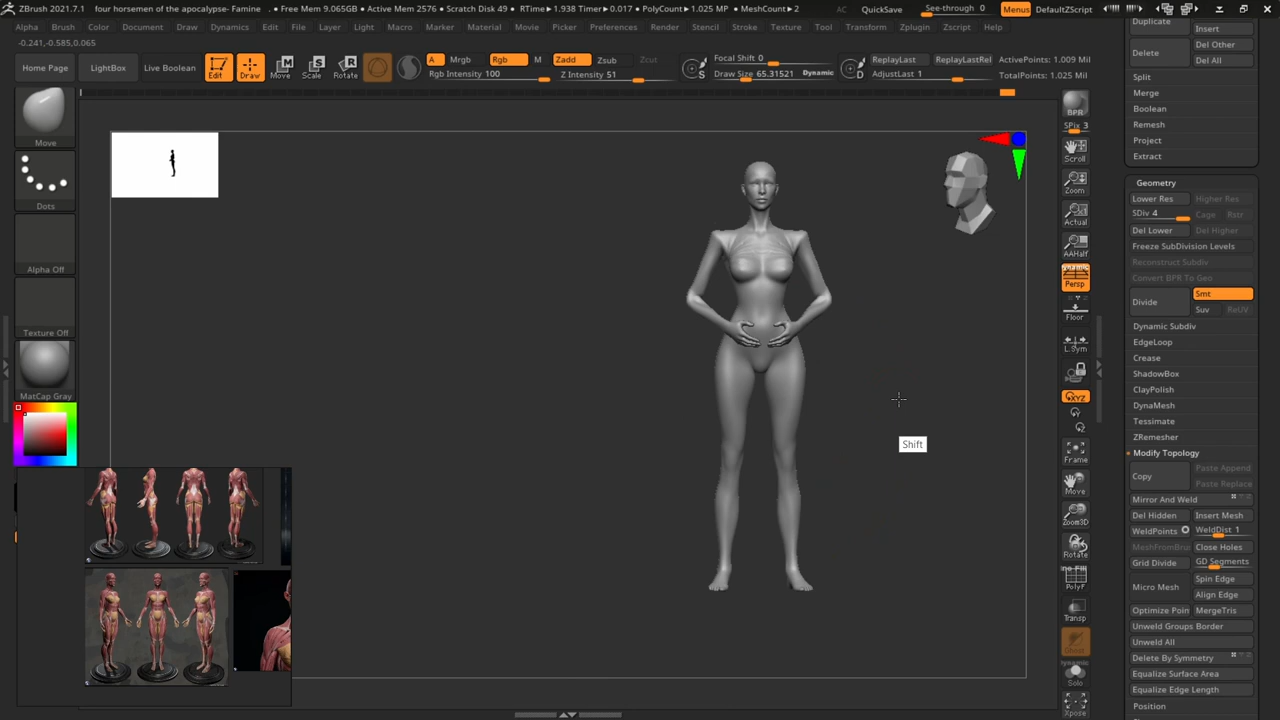 ZBrush 2021.7.1 four horsemen of the apocalypse- Famine • Free Mem 9.065GB • Active Mem 2576 • Scratch Disk 49 • RTime▸1.938 Timer▸0.017 • PolyCount▸1.025 MP • MeshCount▸2 AC QuickSave See-through 0 Menus DefaultZScript
Alpha Brush Color Document Draw Dynamics Edit File Layer Light Macro Marker Material Movie Picker Preferences Render Stencil Stroke Texture Tool Transform Zplugin Zscript Help
-0.241,-0.585,0.065
Home Page LightBox Live Boolean Edit Draw Move Scale Rotate
A Mrgb Rgb M Zadd Zsub Zcut
Rgb Intensity 100 Z Intensity 51
Focal Shift 0
Draw Size 65.31521 Dynamic
S
D
ReplayLast ReplayLastRel
AdjustLast 1
ActivePoints: 1.009 Mil
TotalPoints: 1.025 Mil
Move
Dots
Alpha Off
Texture Off
MatCap Gray
Shift
BPR
SPix 3
Scroll
Zoom
Actual
AAHalf
Dynamic
Persp
Floor
L.Sym
XYZ
Frame
Move
Zoom3D
Rotate
PolyF
Transp
Ghost
Dynamic
Solo
Xpose
Duplicate
Insert
Delete
Del Other
Del All
Split
Merge
Boolean
Remesh
Project
Extract
Geometry
Lower Res Higher Res
SDiv 4 Cage Rstr
Del Lower Del Higher
Freeze SubDivision Levels
Reconstruct Subdiv
Convert BPR To Geo
Divide
Smt
Suv ReUV
Dynamic Subdiv
EdgeLoop
Crease
ShadowBox
ClayPolish
DynaMesh
Tessimate
ZRemesher
Modify Topology
Copy
Paste Append
Paste Replace
Mirror And Weld
Del Hidden Insert Mesh
WeldPoints WeldDist 1
MeshFromBru Close Holes
Grid Divide GD Segments
Micro Mesh
Spin Edge
Align Edge
Optimize Poin MergeTris
Unweld Groups Border
Unweld All
Delete By Symmetry
Equalize Surface Area
Equalize Edge Length
Position